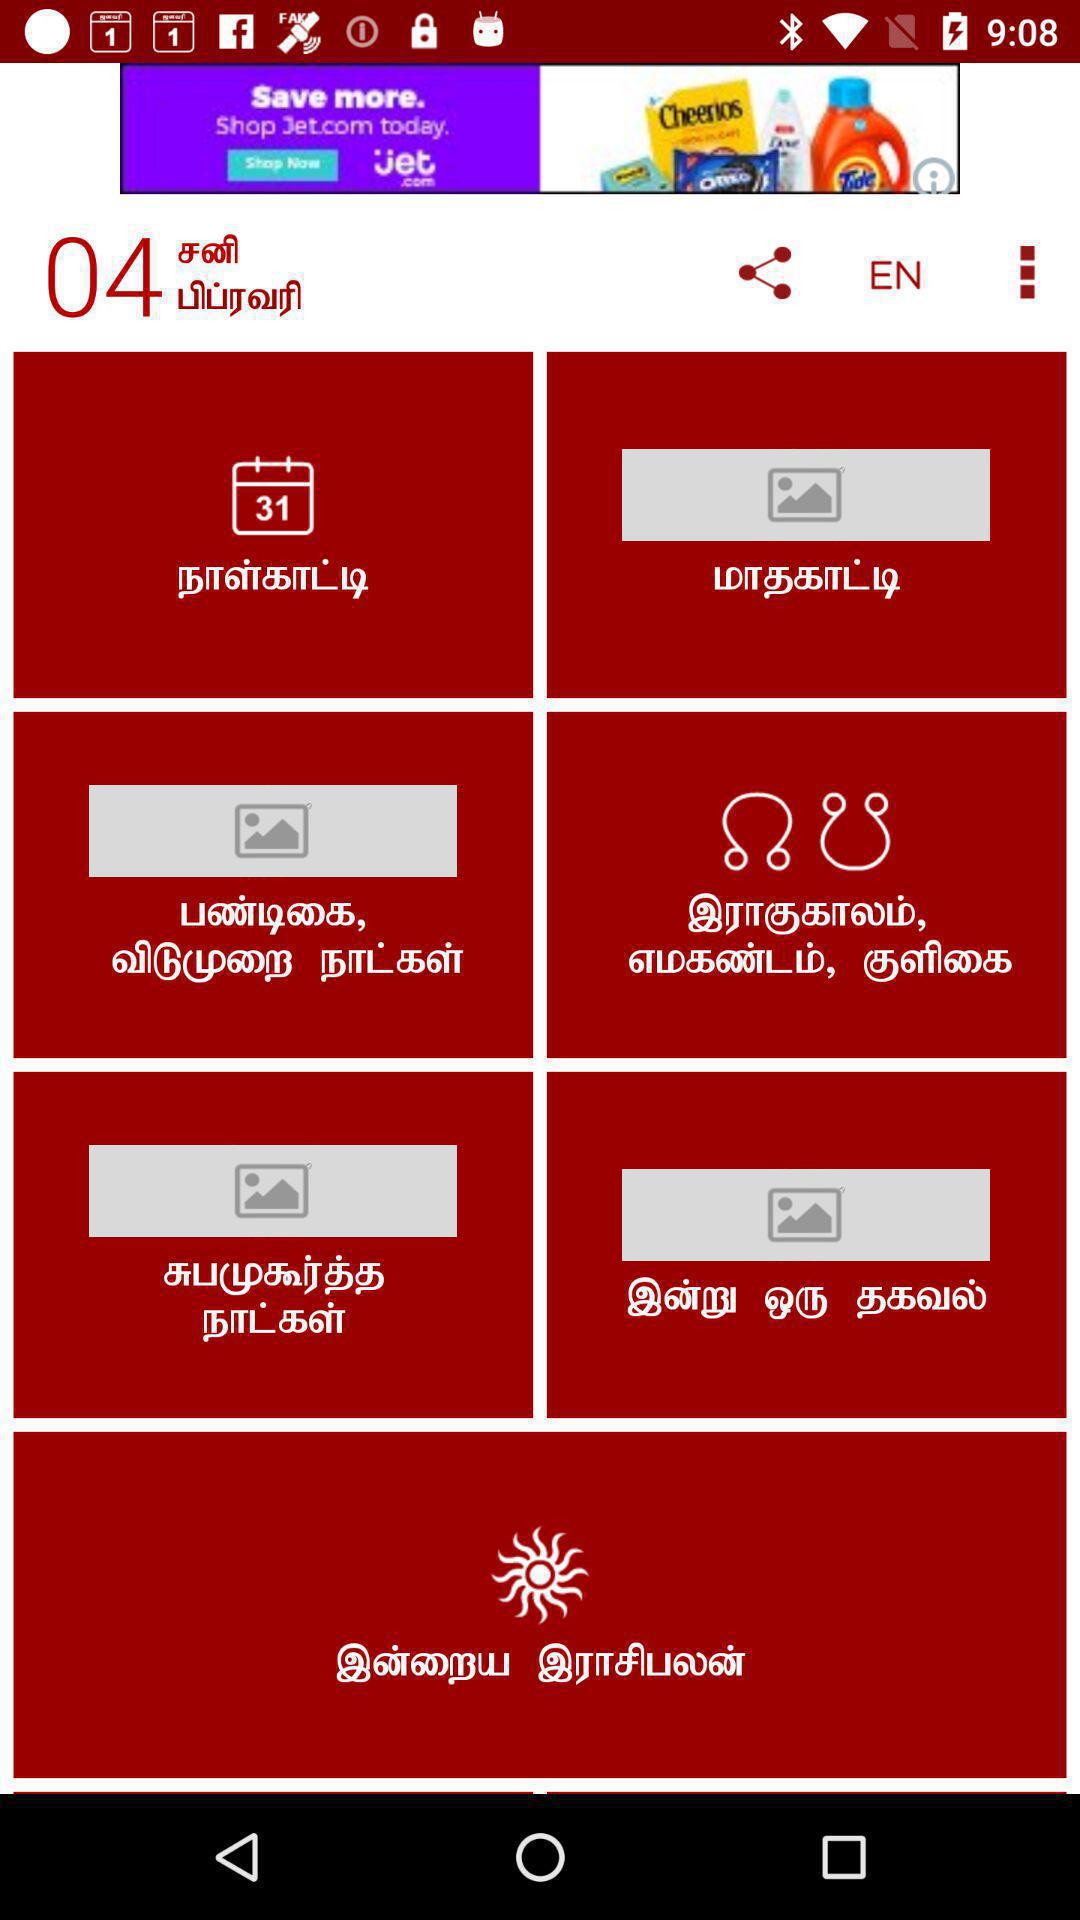 9:08
Save more.
Shop Jet.com today.
Shop Now
jet
.com
Cheerios
OREO
Dove
Tide
04
சனி
பிப்ரவரி
EN
31
நாள்காட்டி
மாதகாட்டி
பண்டிகை,
விடுமுறை நாட்கள்
இராகுகாலம்,
எமகண்டம், குளிகை
சுபமுகூர்த்த
நாட்கள்
இன்று ஒரு தகவல்
இன்றைய இராசிபலன்